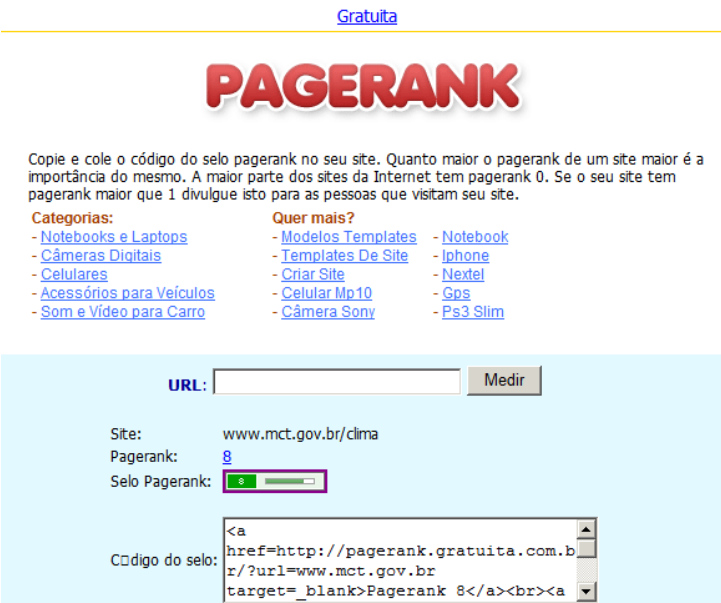 Gratuita
PAGERANK
Copie e cole o código do selo pagerank no seu site. Quanto maior o pagerank de um site maior é a
importância do mesmo. A maior parte dos sites da Internet tem pagerank 0. Se o seu site tem
pagerank maior que 1 divulgue isto para as pessoas que visitam seu site.
Categorias:
- Notebooks e Laptops
- Câmeras Digitais
- Celulares
- Acessórios para Veículos
- Som e Vídeo para Carro
Quer mais?
- Modelos Templates
- Templates De Site
- Criar Site
- Celular Mp10
- Câmera Sony
- Notebook
- Iphone
- Nextel
- Gps
- Ps3 Slim
URL:
Medir
Site: www.mct.gov.br/clima
Pagerank: 8
Selo Pagerank: 8
C□digo do selo:
<a
href=http://pagerank.gratuita.com.b
r/?url=www.mct.gov.br
target=_blank>Pagerank 8</a><br><a